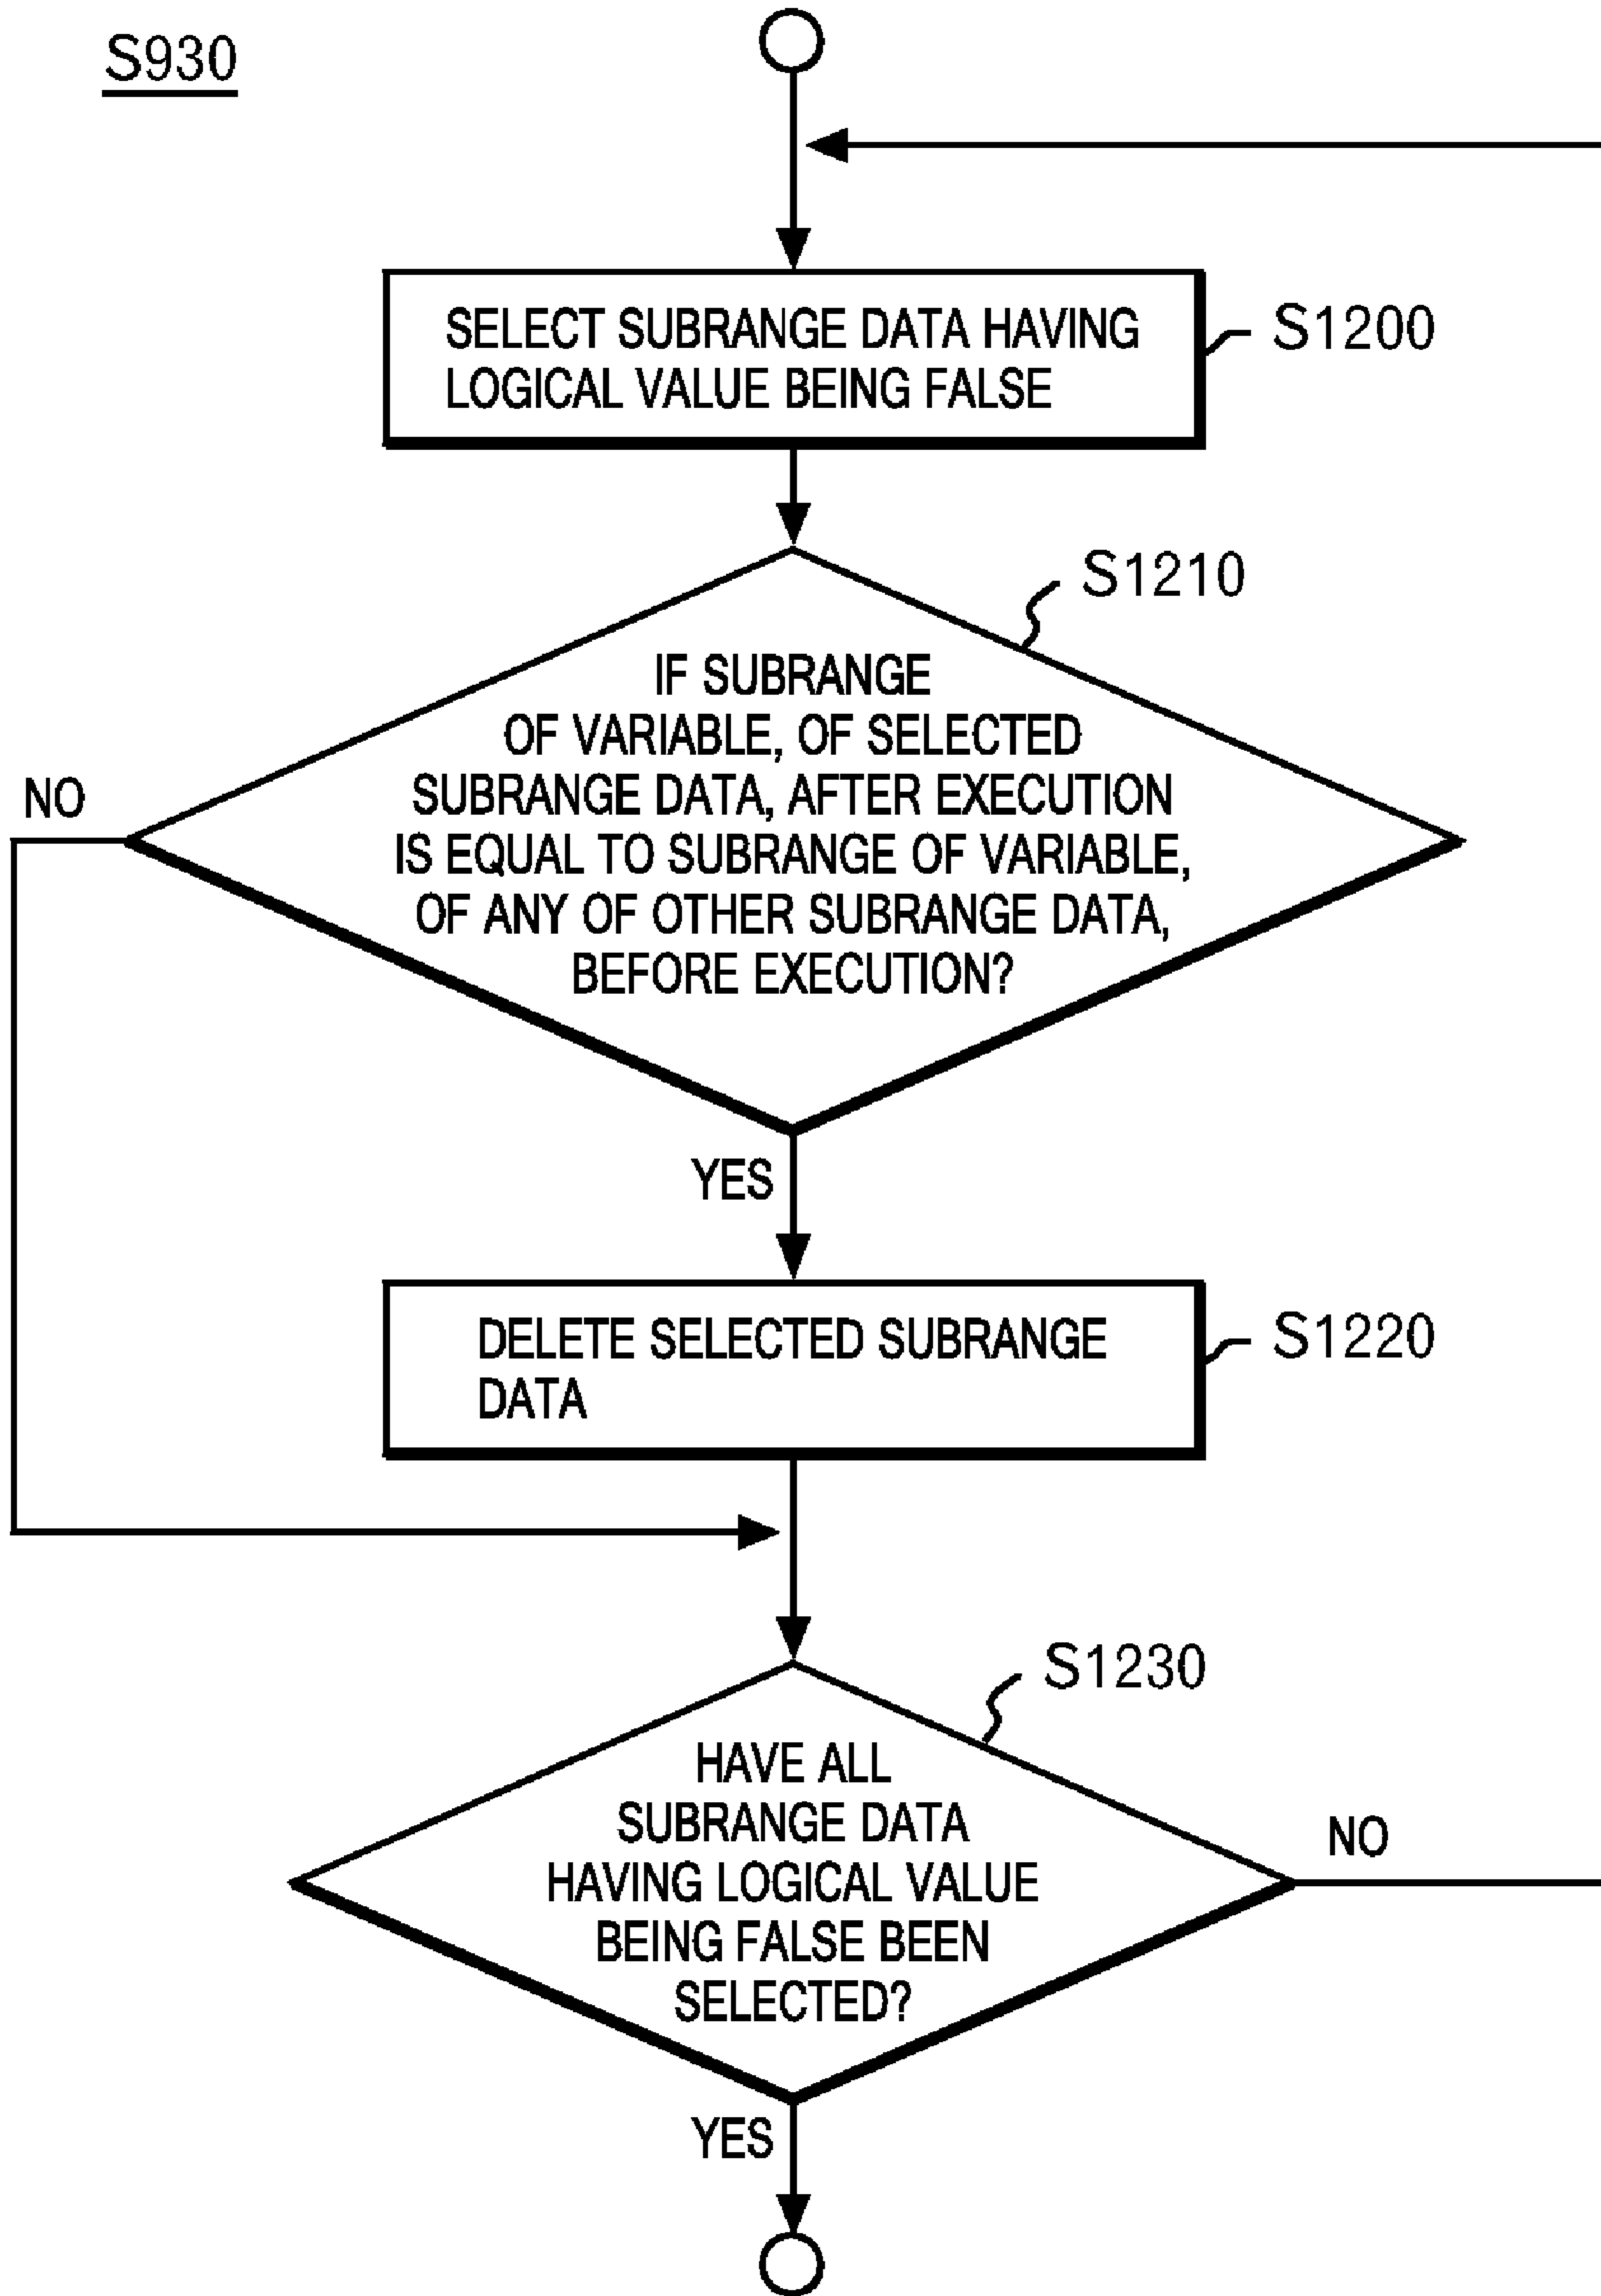 S930
SELECT SUBRANGE DATA HAVING
LOGICAL VALUE BEING FALSE
S1200
S1210
IF SUBRANGE
OF VARIABLE, OF SELECTED
SUBRANGE DATA, AFTER EXECUTION
IS EQUAL TO SUBRANGE OF VARIABLE,
OF ANY OF OTHER SUBRANGE DATA,
BEFORE EXECUTION?
NO
YES
DELETE SELECTED SUBRANGE
DATA
S1220
S1230
HAVE ALL
SUBRANGE DATA
HAVING LOGICAL VALUE
BEING FALSE BEEN
SELECTED?
NO
YES